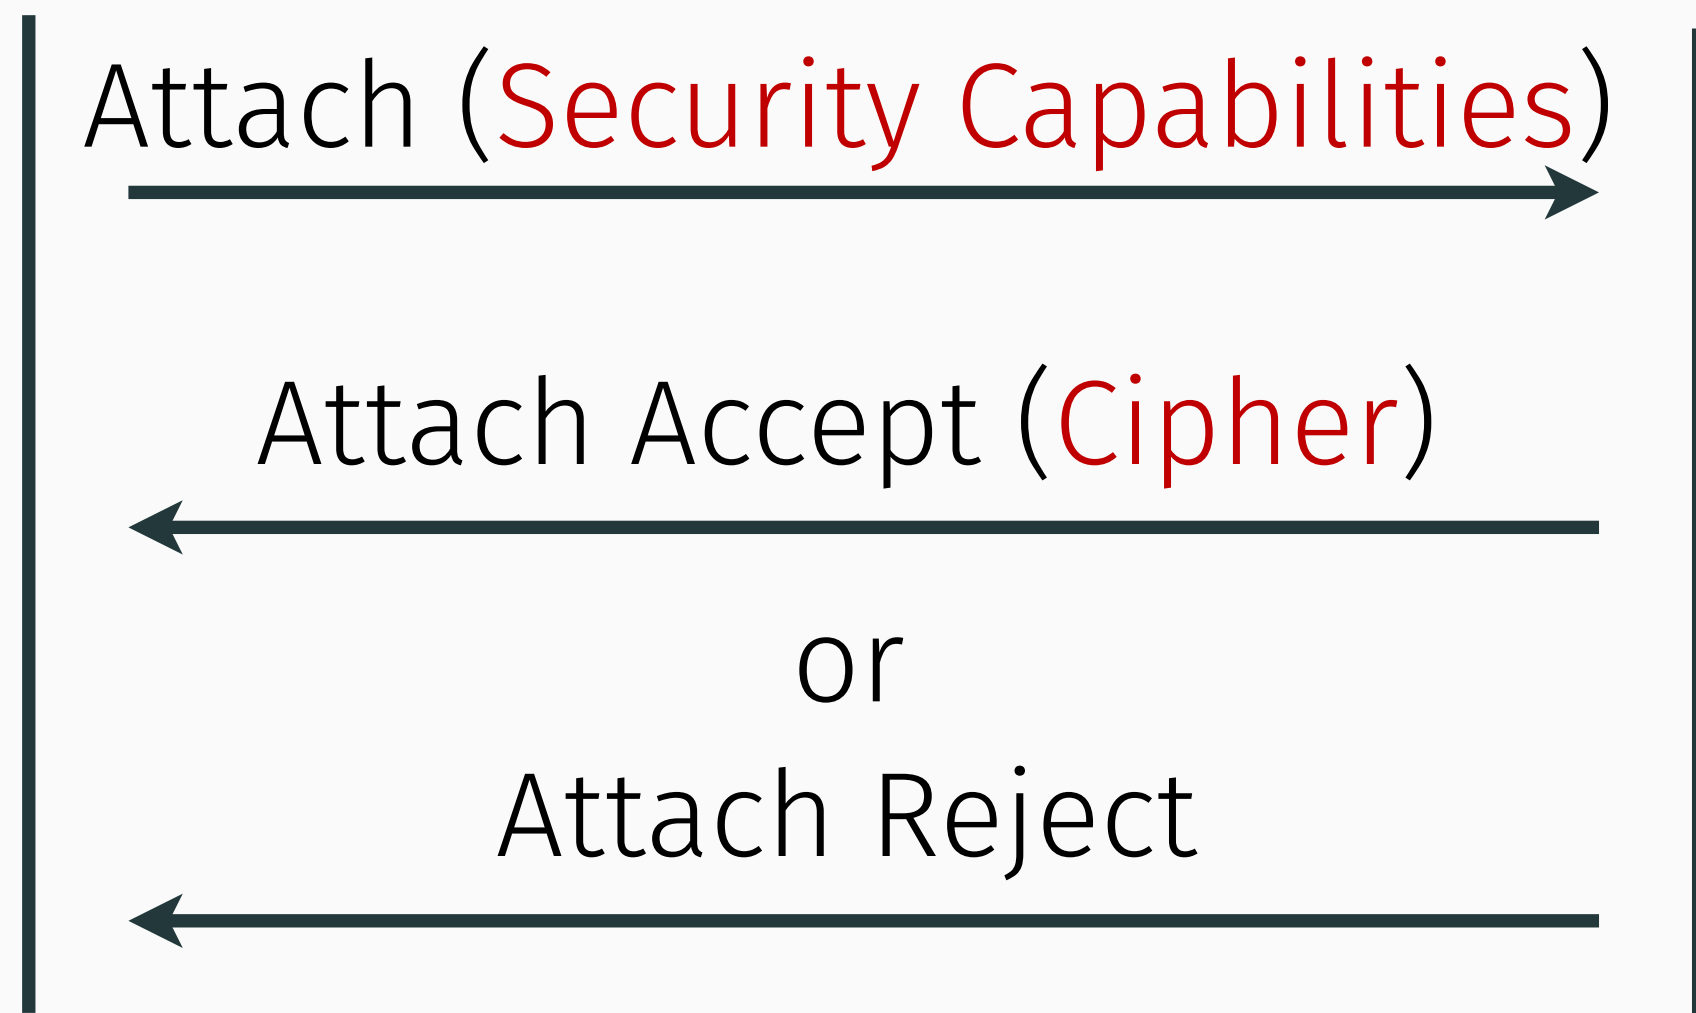 Attach (Security Capabilities)
Attach Accept (Cipher)
or
Attach Reject